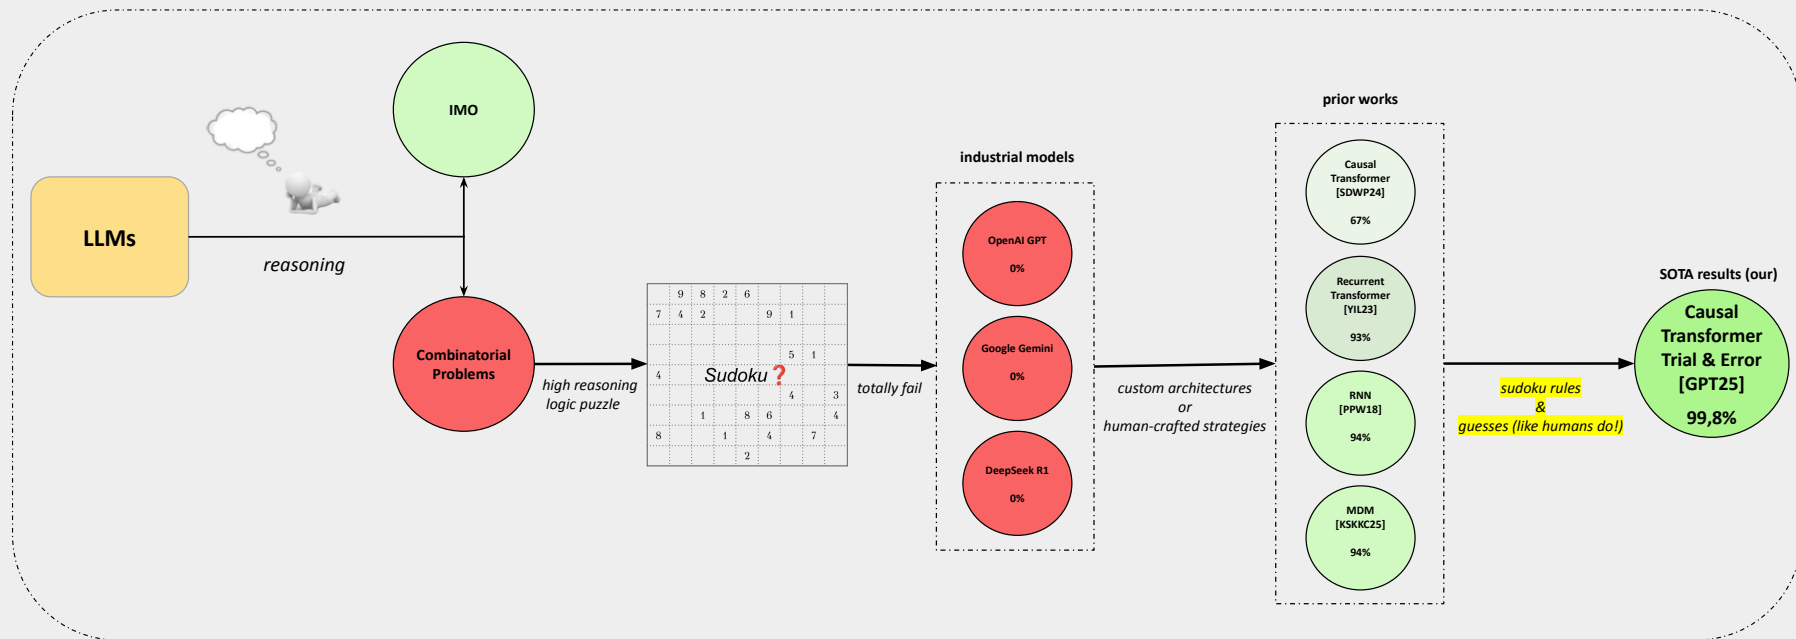 LLMs
reasoning
IMO
Combinatorial
Problems
high reasoning
logic puzzle
9 8 2 6
7 4 2 9 1
5 1
4
Sudoku ❓
4 3
1 8 6 4
8 1 4 7
2
totally fail
industrial models
OpenAI GPT
0%
Google Gemini
0%
DeepSeek R1
0%
custom architectures
or
human-crafted strategies
prior works
Causal
Transformer
[SDWP24]
67%
Recurrent
Transformer
[YIL23]
93%
RNN
[PPW18]
94%
MDM
[KSKKC25]
94%
sudoku rules
&
guesses (like humans do!)
SOTA results (our)
Causal
Transformer
Trial & Error
[GPT25]
99,8%